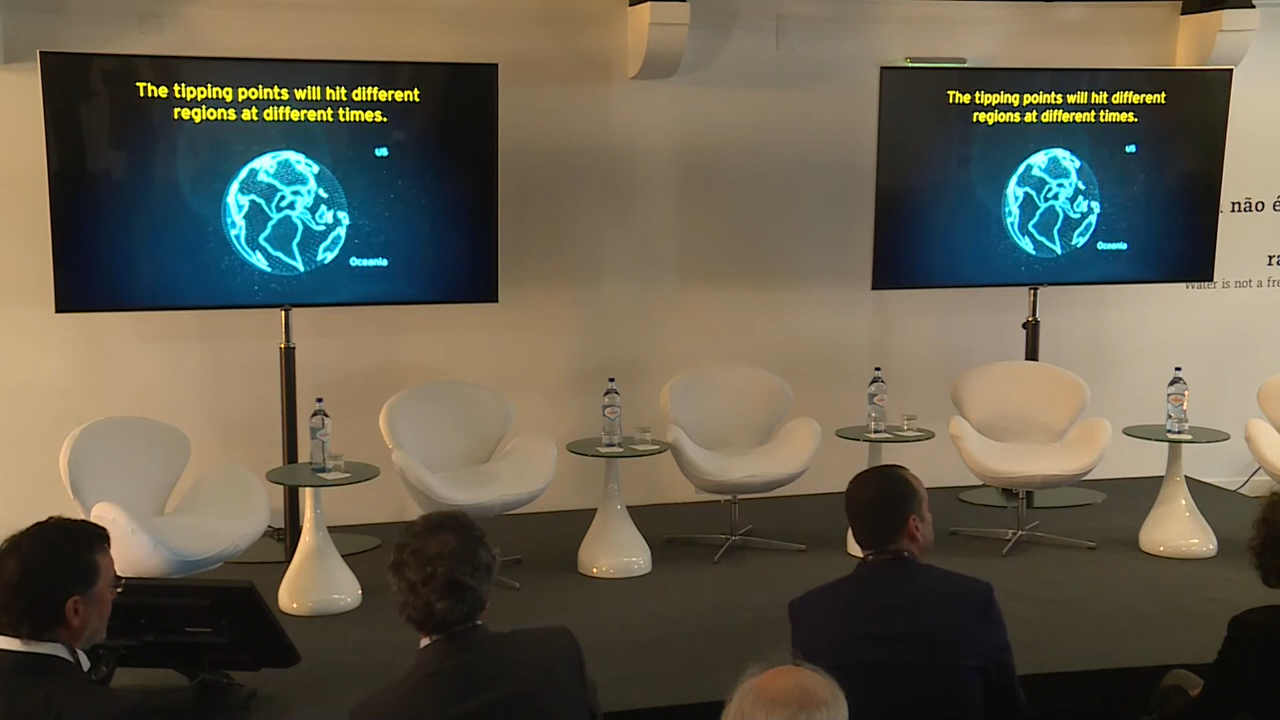 The tipping points will hit different
regions at different times.
US
Oceania
The tipping points will hit different
regions at different times.
US
Oceania
não é
ra
Water is not a fre